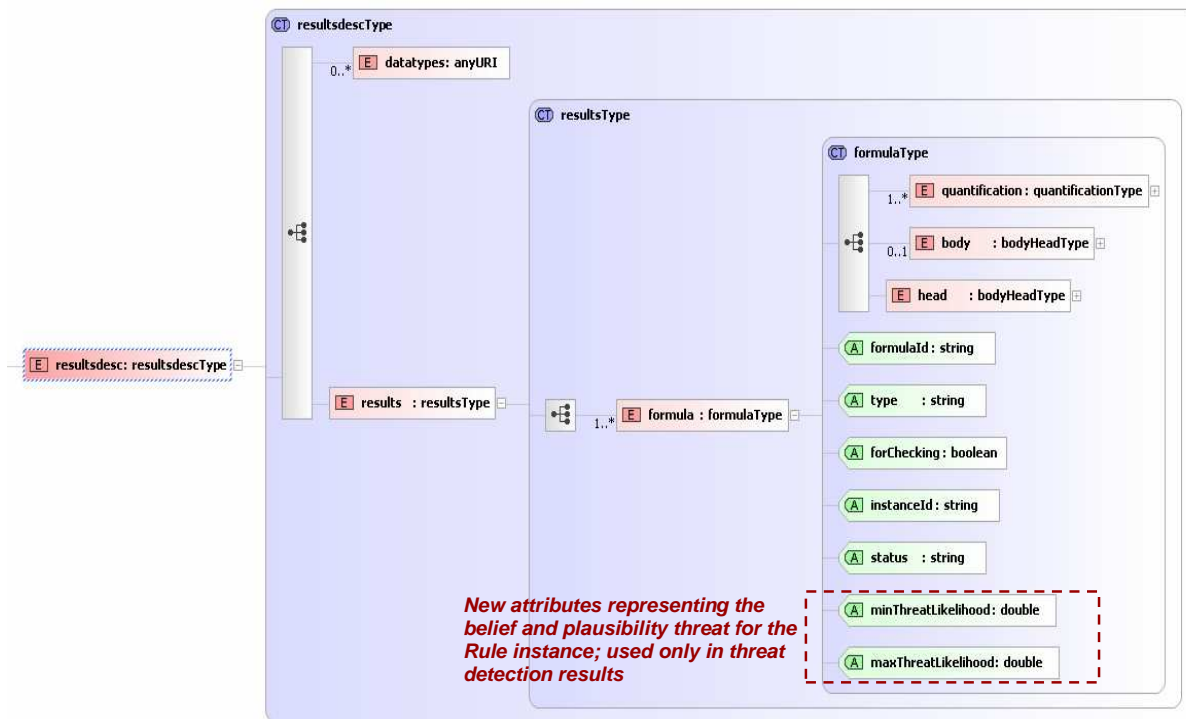 CT resultsdescType
E datatypes: anyURI
0..*
CT resultsType
CT formulaType
E quantification: quantificationType
1..*
E body : bodyHeadType
0..1
E head : bodyHeadType
E resultsdesc: resultsdescType
A formulaId: string
E results : resultsType
E formula : formulaType
1..*
A type : string
A forChecking: boolean
A instanceId: string
A status : string
New attributes representing the
belief and plausibility threat for the
Rule instance; used only in threat
detection results
A minThreatLikelihood: double
A maxThreatLikelihood: double